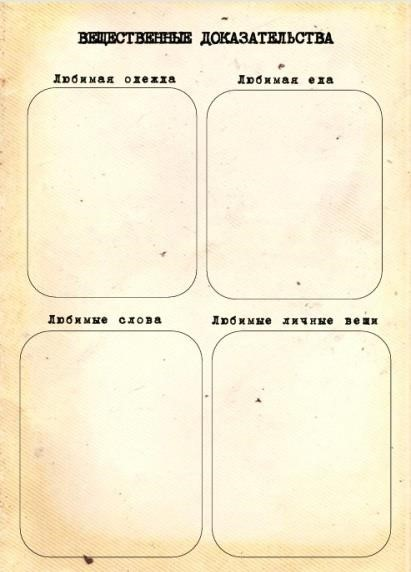 ВЕЩЕСТВЕННЫЕ ДОКАЗАТЕЛЬСТВА
Любимая одежда
Любимая еда
Любимые слова
Любимые личные вещи